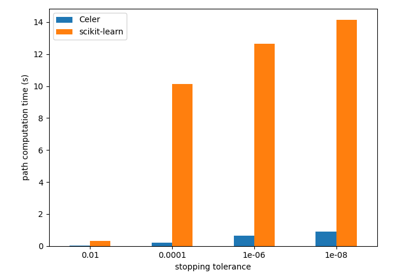 Celer
scikit-learn
path computation time (s)
14
12
10
8
6
4
2
0
0.01 0.0001 1e-06 1e-08
stopping tolerance